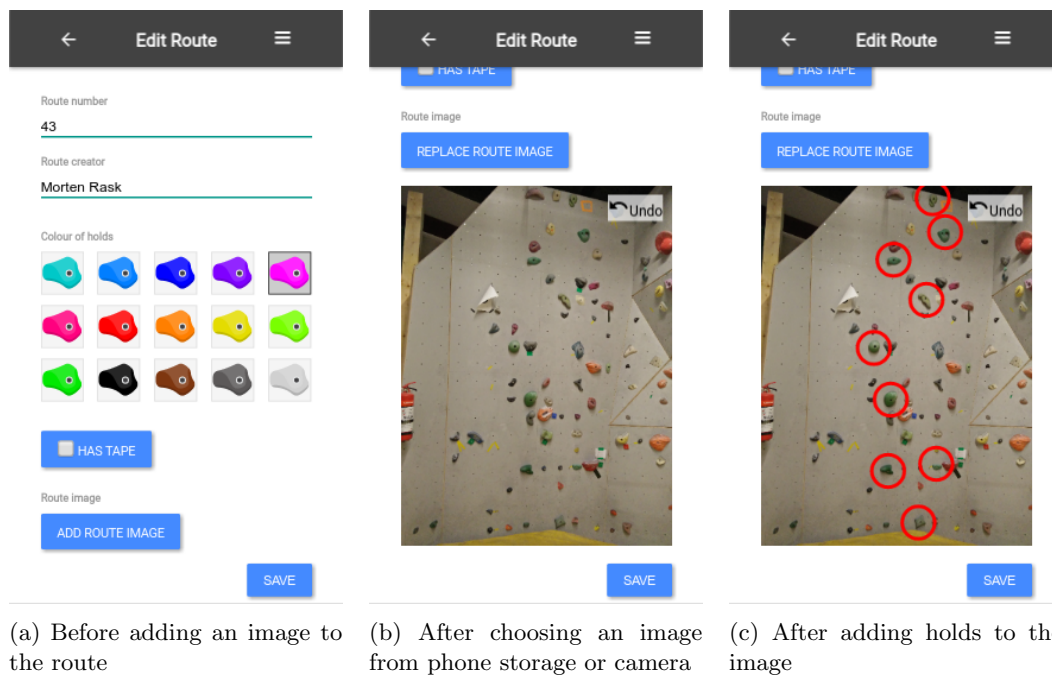 Edit Route
Route number
43
Route creator
Morten Rask
Colour of holds
HAS TAPE
Route image
ADD ROUTE IMAGE
SAVE
(a) Before adding an image to
the route
Edit Route
HAS TAPE
Route image
REPLACE ROUTE IMAGE
Undo
SAVE
(b) After choosing an image
from phone storage or camera
Edit Route
HAS TAPE
Route image
REPLACE ROUTE IMAGE
Undo
SAVE
(c) After adding holds to the
image